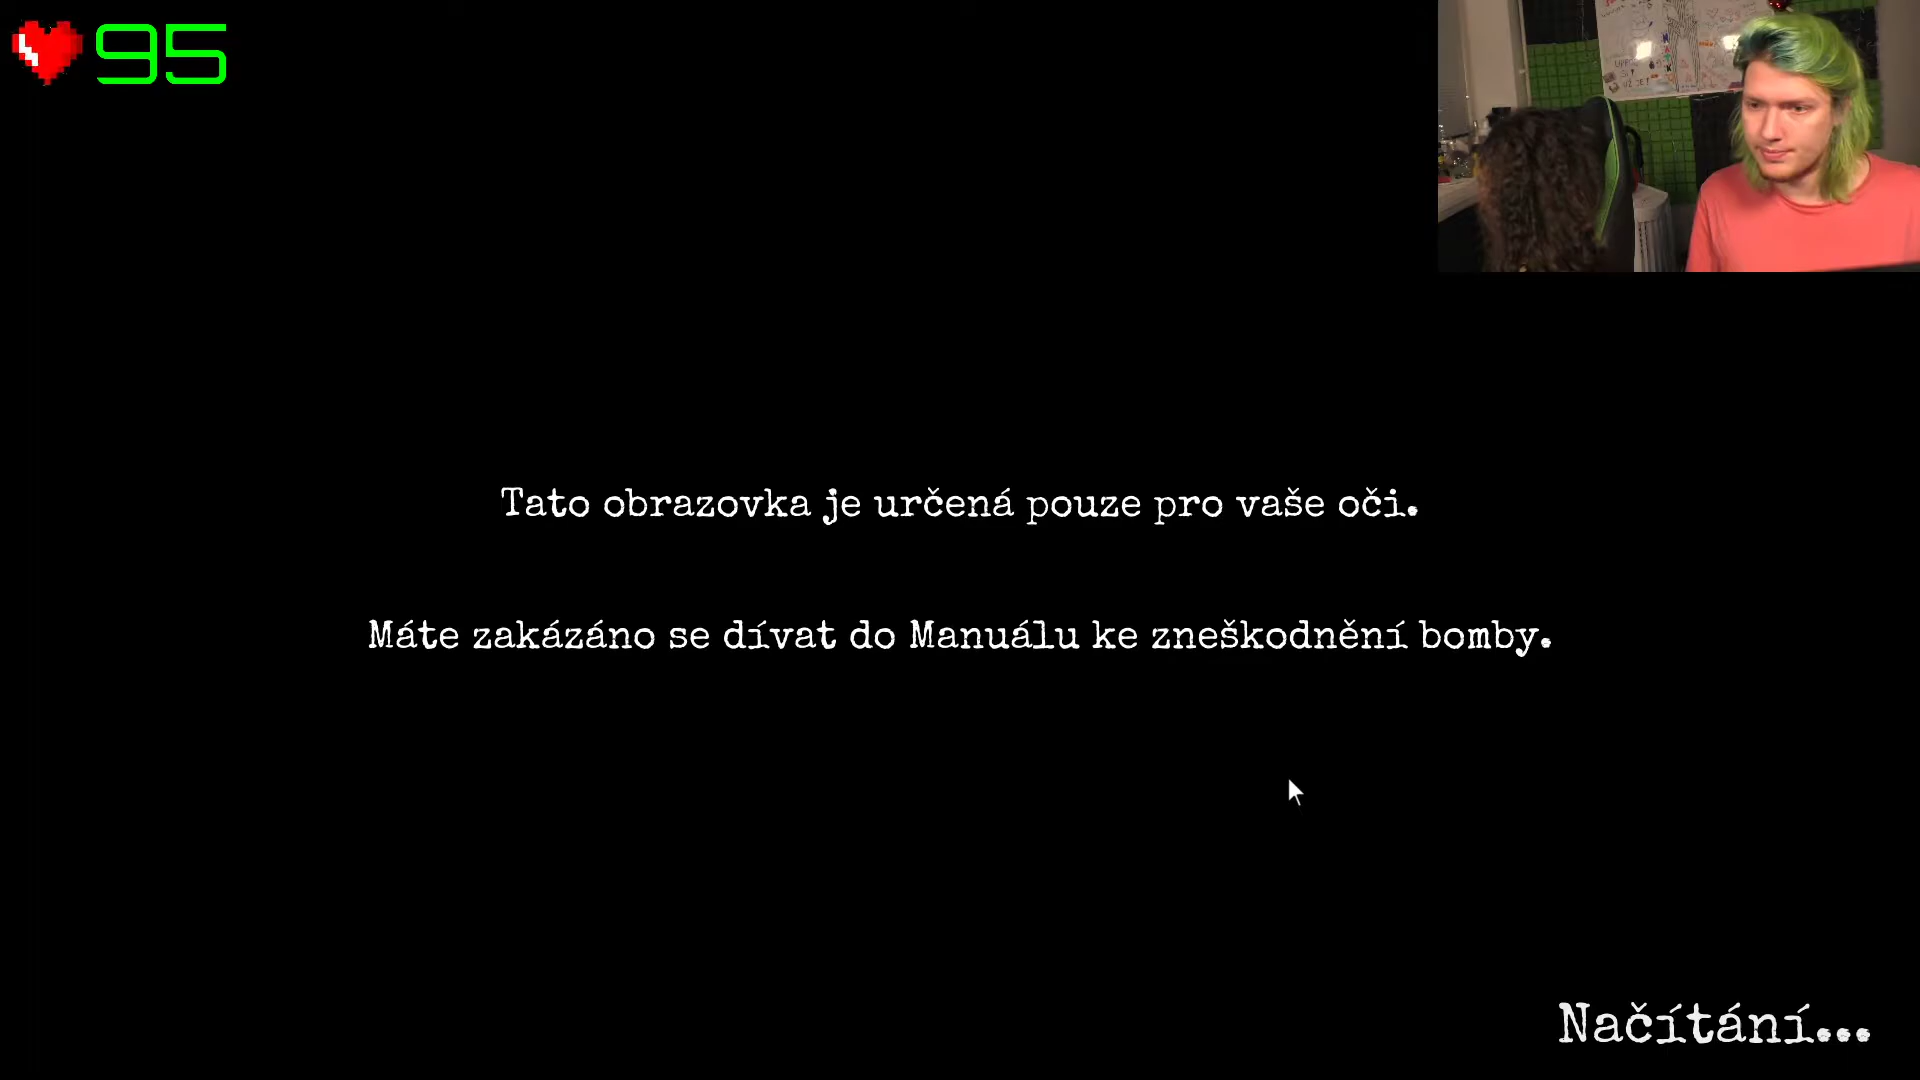 95
Tato obrazovka je určená pouze pro vaše oči.
Máte zakázáno se dívat do Manuálu ke zneškodnění bomby.
Načítání...